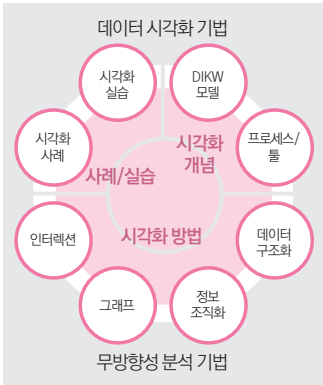 데이터 시각화 기법
시각화
실습
DIKW
모델
시각화
사례
시각화
개념
프로세스/
툴
사례/실습
인터렉션
시각화 방법
데이터
구조화
그래프
정보
조직화
무방향성 분석 기법